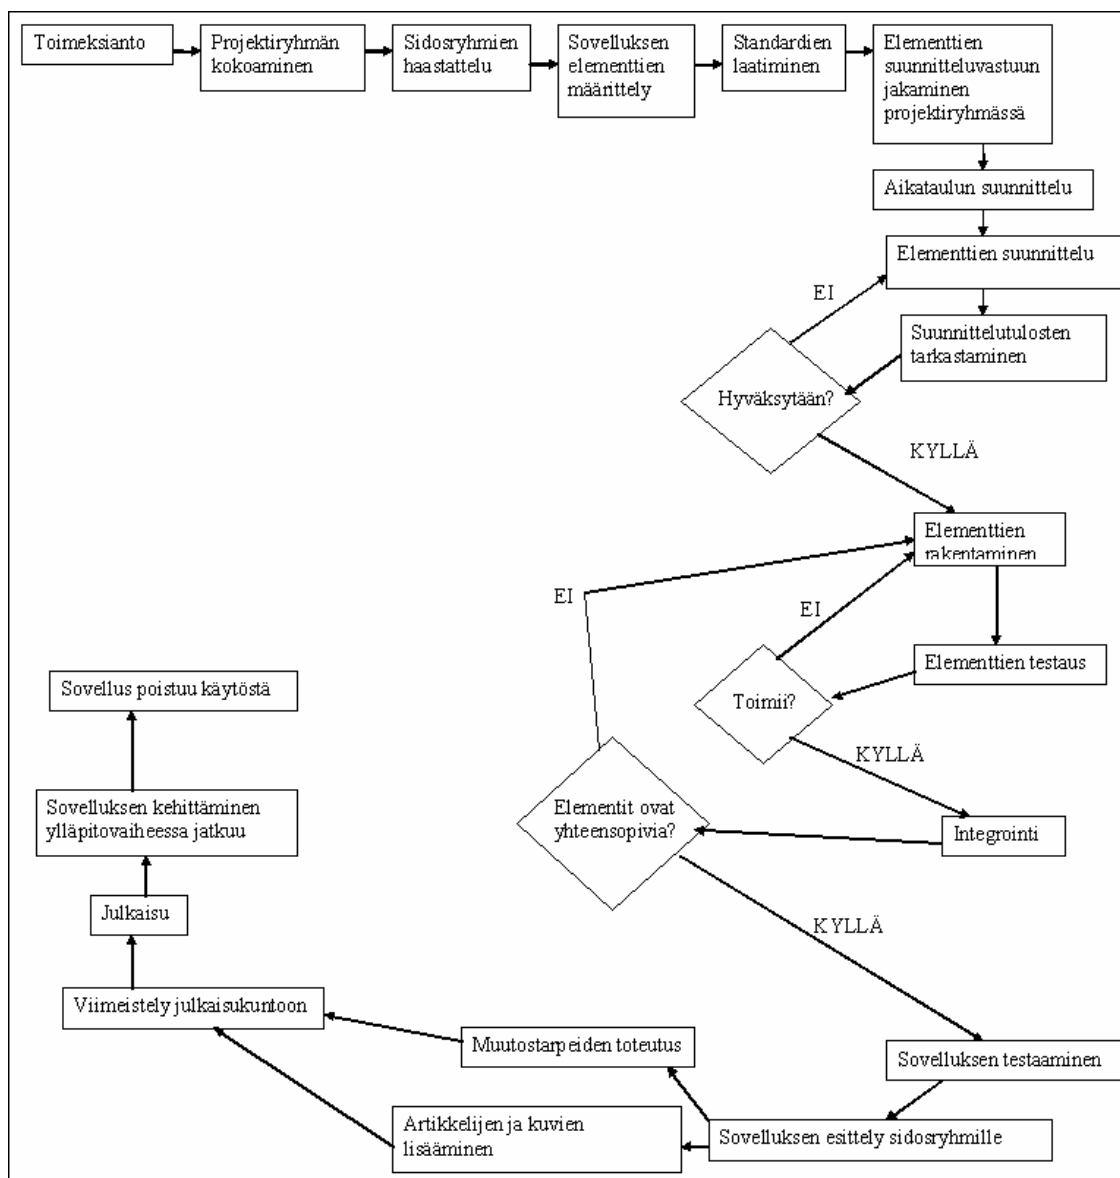 Toimeksianto
Projektiryhmän
kokoaminen
Sidosryhmien
haastattelu
Sovelluksen
elementtien
määrittely
Standardien
laatiminen
Elementtien
suunnitteluvastuun
jakaminen
projektiryhmässä
Aikataulun suunnittelu
Elementtien suunnittelu
EI
Suunnittelutulosten
tarkastaminen
Hyväksytään?
KYLLÄ
Elementtien
rakentaminen
EI
EI
Elementtien testaus
Toimii?
KYLLÄ
Integrointi
Elementit ovat
yhteensopivia?
KYLLÄ
Sovelluksen testaaminen
Sovelluksen esittely sidosryhmille
Muutostarpeiden toteutus
Artikkelijen ja kuvien
lisääminen
Viimeistely julkaisukuntoon
Julkaisu
Sovelluksen kehittäminen
ylläpitovaiheessa jatkuu
Sovellus poistuu käytöstä